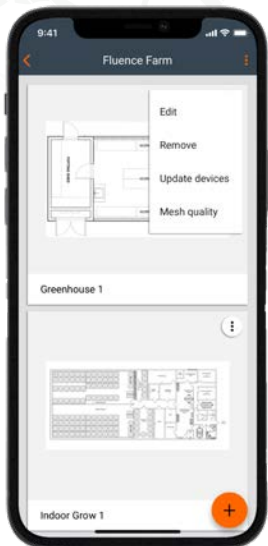 9:41
Fluence Farm
Edit
Remove
Update devices
Mesh quality
Greenhouse 1
Indoor Grow 1